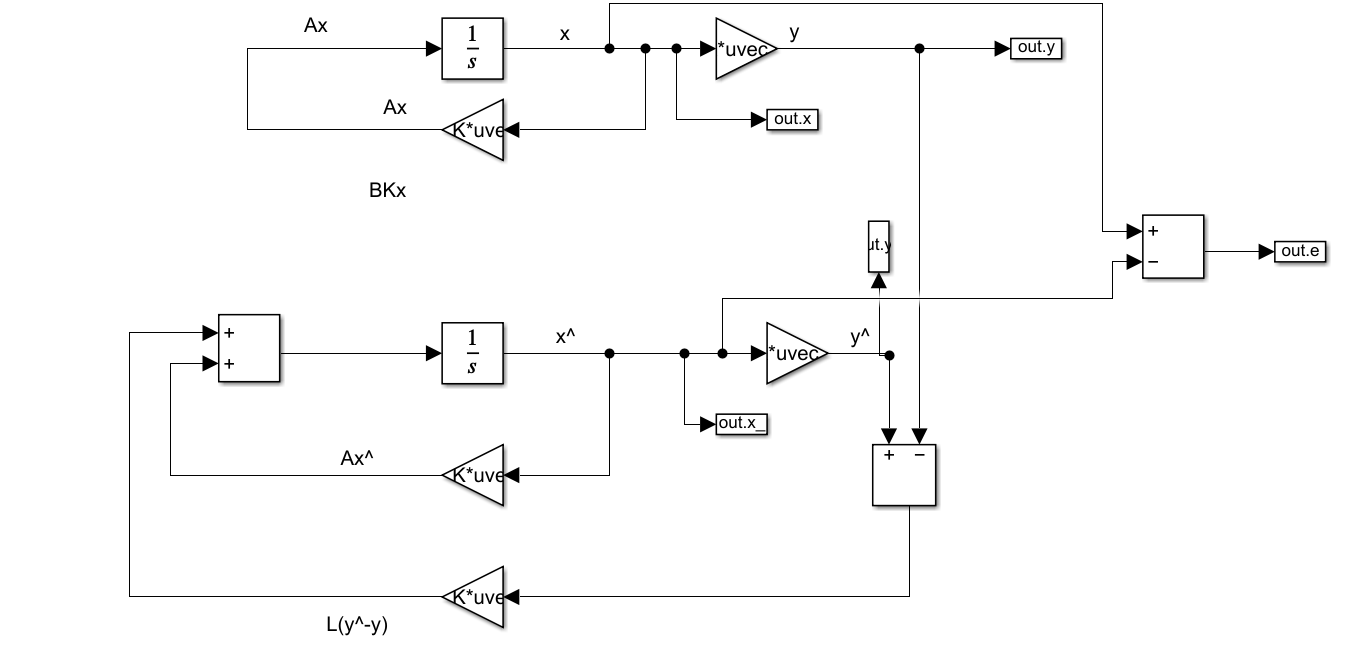 Ax
1
s
x
*uvec
y
out.y
Ax
K*uve
out.x
BKx
ut.y
+
−
out.e
+
+
1
s
x^
*uvec
y^
out.x_
Ax^
K*uve
+ −
K*uve
L(y^-y)